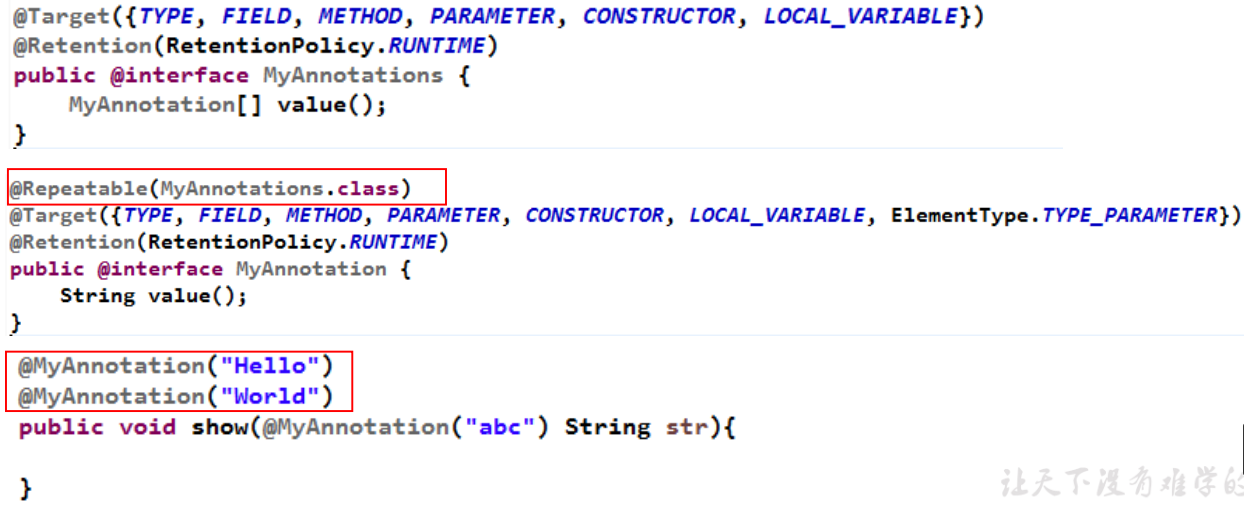 @Target({TYPE, FIELD, METHOD, PARAMETER, CONSTRUCTOR, LOCAL_VARIABLE})
@Retention(RetentionPolicy.RUNTIME)
public @interface MyAnnotations {
    MyAnnotation[] value();
}
@Repeatable(MyAnnotations.class)
@Target({TYPE, FIELD, METHOD, PARAMETER, CONSTRUCTOR, LOCAL_VARIABLE, ElementType.TYPE_PARAMETER})
@Retention(RetentionPolicy.RUNTIME)
public @interface MyAnnotation {
    String value();
}
@MyAnnotation("Hello")
@MyAnnotation("World")
public void show(@MyAnnotation("abc") String str){
}
让天下没有难学的